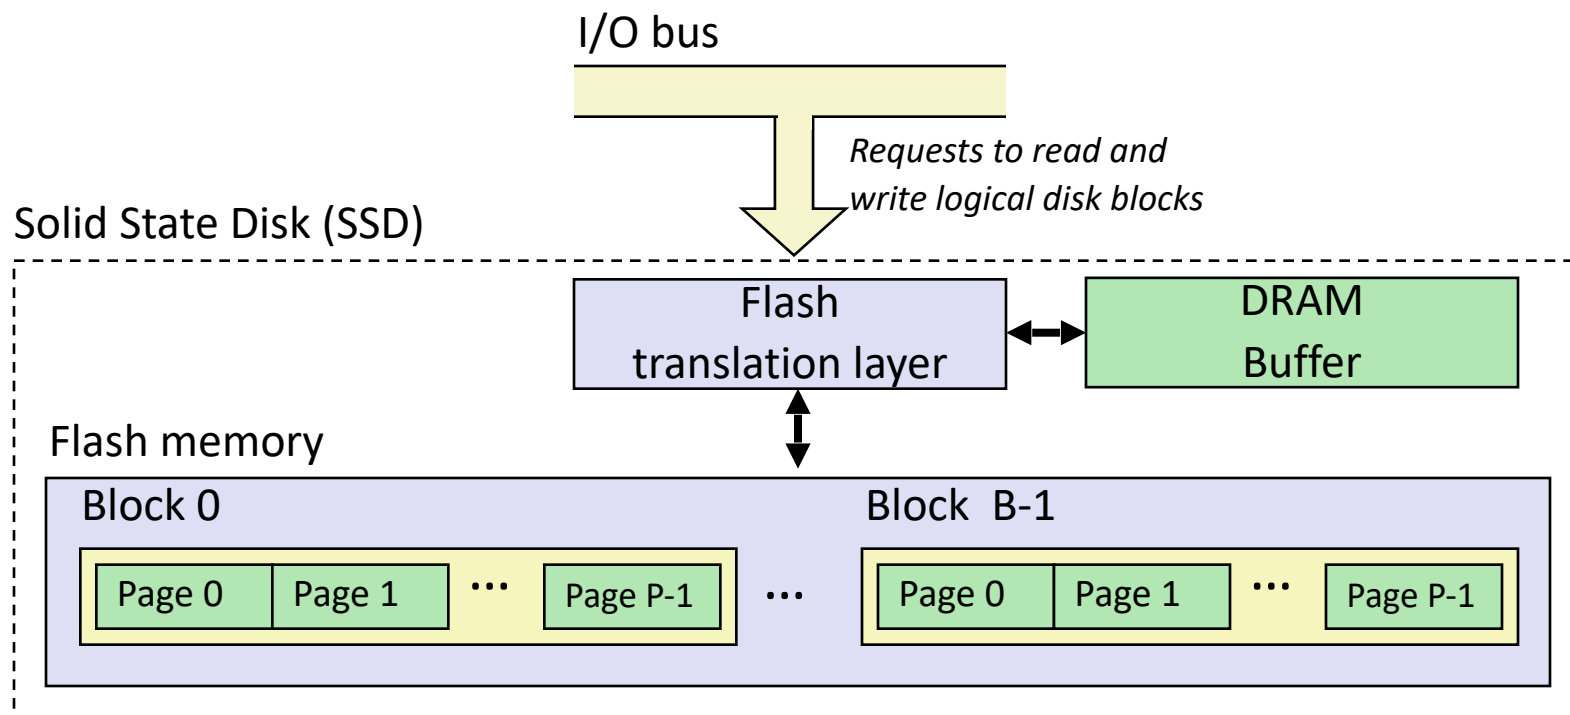 I/O bus
Requests to read and
write logical disk blocks
Solid State Disk (SSD)
Flash
translation layer
DRAM
Buffer
Flash memory
Block 0
Block  B-1
Page 0
Page 1
...
Page P-1
...
Page 0
Page 1
...
Page P-1